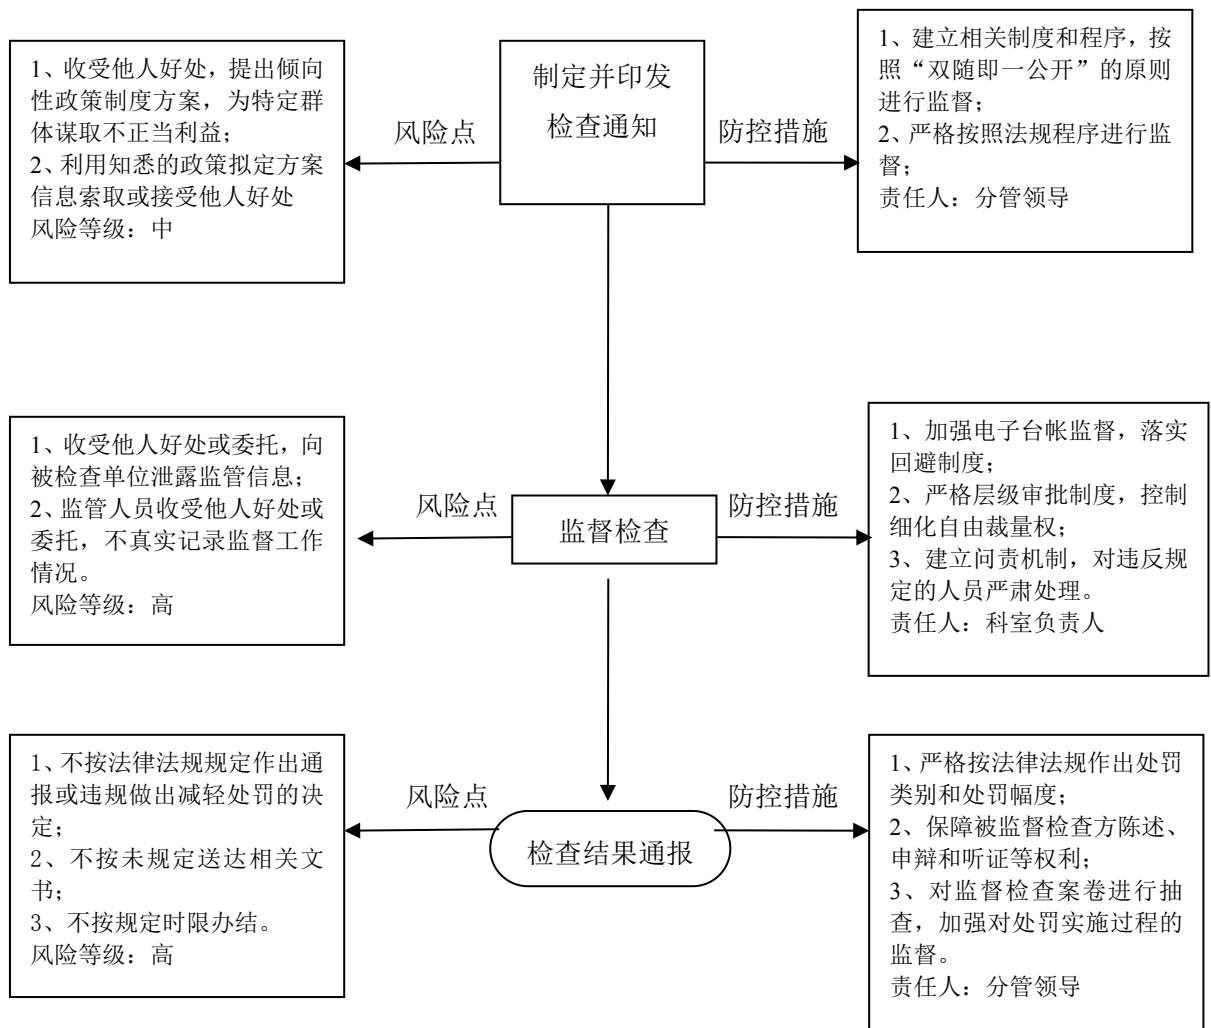 1、收受他人好处，提出倾向
性政策制度方案，为特定群
体谋取不正当利益；
2、利用知悉的政策拟定方案
信息索取或接受他人好处
风险等级：中
风险点
制定并印发
检查通知
防控措施
1、建立相关制度和程序，按
照“双随即一公开”的原则
进行监督；
2、严格按照法规程序进行监
督；
责任人：分管领导
1、收受他人好处或委托，向
被检查单位泄露监管信息；
2、监管人员收受他人好处或
委托，不真实记录监督工作
情况。
风险等级：高
风险点
监督检查
防控措施
1、加强电子台帐监督，落实
回避制度；
2、严格层级审批制度，控制
细化自由裁量权；
3、建立问责机制，对违反规
定的人员严肃处理。
责任人：科室负责人
1、不按法律法规规定作出通
报或违规做出减轻处罚的决
定；
2、不按未规定送达相关文
书；
3、不按规定时限办结。
风险等级：高
风险点
检查结果通报
防控措施
1、严格按法律法规作出处罚
类别和处罚幅度；
2、保障被监督检查方陈述、
申辩和听证等权利；
3、对监督检查案卷进行抽
查，加强对处罚实施过程的
监督。
责任人：分管领导